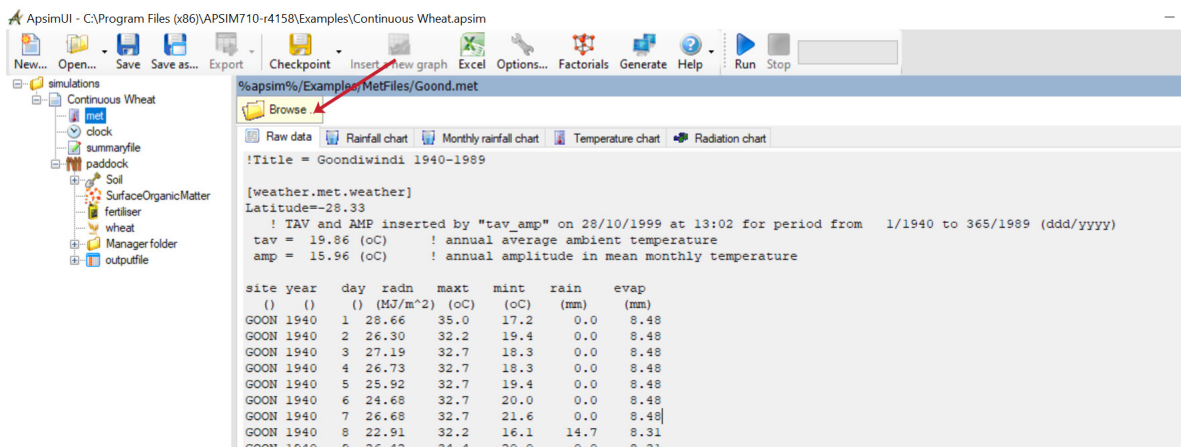 ApsimUI - C:\Program Files (x86)\APSIM710-r4158\Examples\Continuous Wheat.apsim
New... Open... Save Save as... Export Checkpoint Insert a new graph Excel Options... Factorials Generate Help Run Stop
simulations
Continuous Wheat
met
clock
summaryfile
paddock
Soil
SurfaceOrganicMatter
fertiliser
wheat
Manager folder
outputfile
%apsim%/Examples/MetFiles/Goond.met
Browse ...
Raw data Rainfall chart Monthly rainfall chart Temperature chart Radiation chart
!Title = Goondiwindi 1940-1989
[weather.met.weather]
Latitude=-28.33
! TAV and AMP inserted by "tav_amp" on 28/10/1999 at 13:02 for period from 1/1940 to 365/1989 (ddd/yyyy)
tav = 19.86 (oC) ! annual average ambient temperature
amp = 15.96 (oC) ! annual amplitude in mean monthly temperature
site year day radn maxt mint rain evap
() () () (MJ/m^2) (oC) (oC) (mm) (mm)
GOON 1940 1 28.66 35.0 17.2 0.0 8.48
GOON 1940 2 26.30 32.2 19.4 0.0 8.48
GOON 1940 3 27.19 32.7 18.3 0.0 8.48
GOON 1940 4 26.73 32.7 18.3 0.0 8.48
GOON 1940 5 25.92 32.7 19.4 0.0 8.48
GOON 1940 6 24.68 32.7 20.0 0.0 8.48
GOON 1940 7 26.68 32.7 21.6 0.0 8.48
GOON 1940 8 22.91 32.2 16.1 14.7 8.31